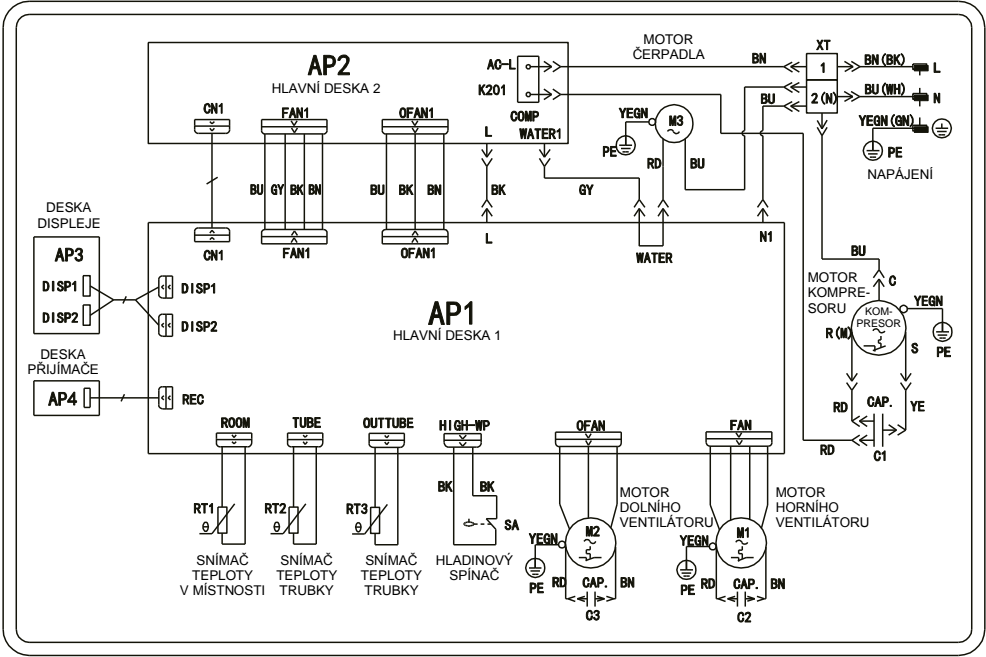 MOTOR
ČERPADLA
XT
AP2
HLAVNÍ DESKA 2
AC-L
K201
COMP
BN
1
BN(BK)
L
2(N)
BU(WH)
N
BU
YEGN(GN)
PE
NAPÁJENÍ
CN1
FAN1
OFAN1
L
WATER1
YEGN
M3
PE
RD
BU
BU
GY
BK
BN
BU
BK
BN
BK
GY
DESKA
DISPLEJE
AP3
DISP1
DISP2
CN1
FAN1
OFAN1
L
WATER
N1
BU
DISP1
DISP2
AP1
HLAVNÍ DESKA 1
MOTOR
KOMPRE-
SORU
C
YEGN
KOM-
PRESOR
R(M)
S
PE
DESKA
PŘIJÍMAČE
AP4
REC
RD
CAP.
YE
RD
C1
ROOM
TUBE
OUTTUBE
HIGH-WP
OFAN
FAN
BK
BK
RT1
θ
RT2
θ
RT3
θ
SA
MOTOR
DOLNÍHO
VENTILÁTORU
MOTOR
HORNÍHO
VENTILÁTORU
YEGN
M2
YEGN
M1
SNÍMAČ
TEPLOTY
V MÍSTNOSTI
SNÍMAČ
TEPLOTY
TRUBKY
SNÍMAČ
TEPLOTY
TRUBKY
HLADINOVÝ
SPÍNAČ
PE
RD
CAP.
BN
C3
PE
RD
CAP.
BN
C2